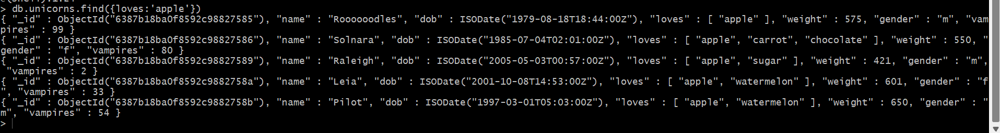 > db.unicorns.find({loves:'apple'})
{ "_id" : ObjectId("6387b18ba0f8592c98827585"), "name" : "Roooooodles", "dob" : ISODate("1979-08-18T18:44:00Z"), "loves" : [ "apple" ], "weight" : 575, "gender" : "m", "vam
pires" : 99 }
{ "_id" : ObjectId("6387b18ba0f8592c98827586"), "name" : "Solnara", "dob" : ISODate("1985-07-04T02:01:00Z"), "loves" : [ "apple", "carrot", "chocolate" ], "weight" : 550, "
gender" : "f", "vampires" : 80 }
{ "_id" : ObjectId("6387b18ba0f8592c98827589"), "name" : "Raleigh", "dob" : ISODate("2005-05-03T00:57:00Z"), "loves" : [ "apple", "sugar" ], "weight" : 421, "gender" : "m",
 "vampires" : 2 }
{ "_id" : ObjectId("6387b18ba0f8592c9882758a"), "name" : "Leia", "dob" : ISODate("2001-10-08T14:53:00Z"), "loves" : [ "apple", "watermelon" ], "weight" : 601, "gender" : "f
", "vampires" : 33 }
{ "_id" : ObjectId("6387b18ba0f8592c9882758b"), "name" : "Pilot", "dob" : ISODate("1997-03-01T05:03:00Z"), "loves" : [ "apple", "watermelon" ], "weight" : 650, "gender" : "
m", "vampires" : 54 }
>